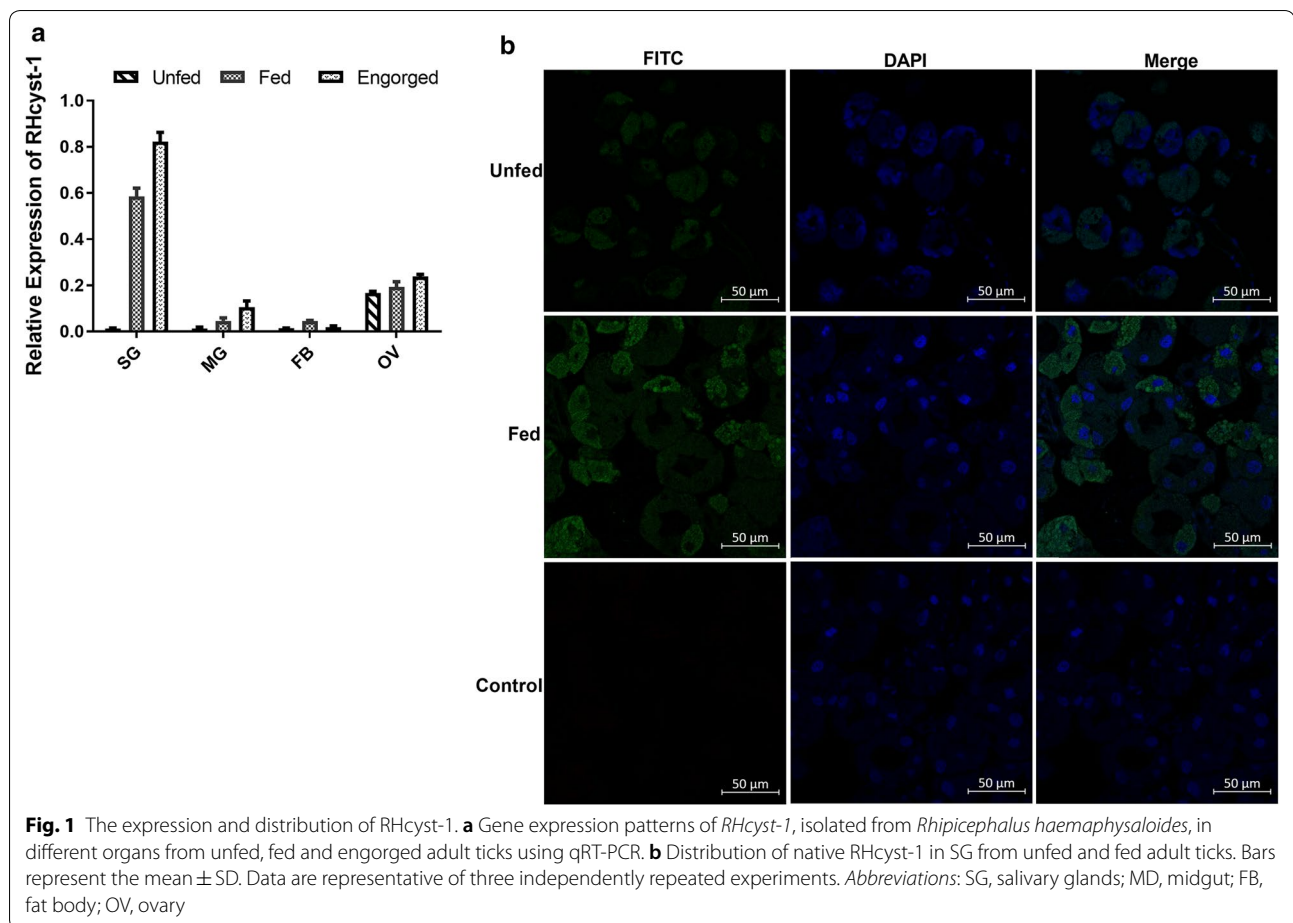 a
Unfed Fed Engorged
Relative Expression of RHcyst-1
1.0
0.8
0.6
0.4
0.2
0.0
SG MG FB OV
b
FITC DAPI Merge
Unfed
50 µm 50 µm 50 µm
Fed
50 µm 50 µm 50 µm
Control
50 µm 50 µm 50 µm
Fig. 1 The expression and distribution of RHcyst-1. a Gene expression patterns of RHcyst-1, isolated from Rhipicephalus haemaphysaloides, in
different organs from unfed, fed and engorged adult ticks using qRT-PCR. b Distribution of native RHcyst-1 in SG from unfed and fed adult ticks. Bars
represent the mean ± SD. Data are representative of three independently repeated experiments. Abbreviations: SG, salivary glands; MD, midgut; FB,
fat body; OV, ovary